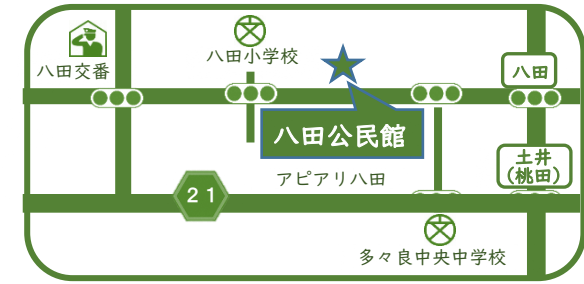 八田小学校
八田交番
八田
八田公民館
土井
(桃田)
アピアリ八田
21
多々良中央中学校